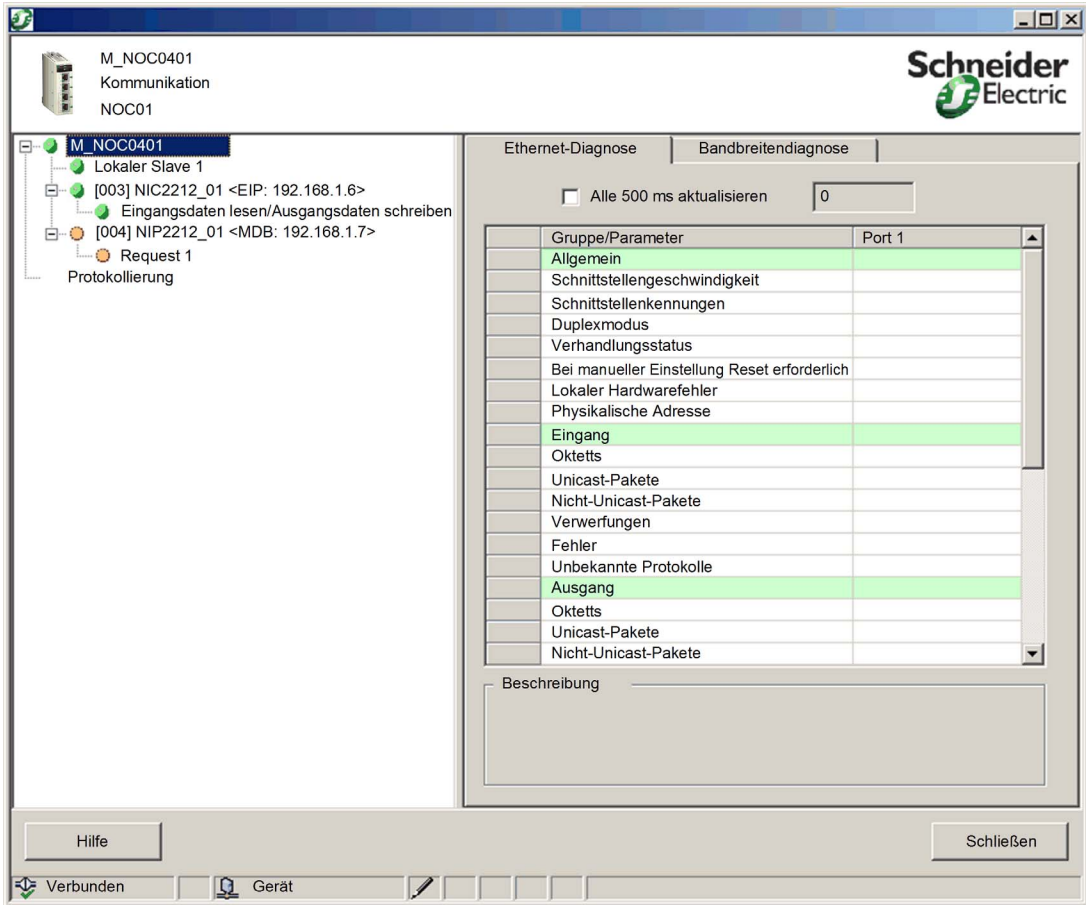 M_NOC0401
Kommunikation
NOC01
Schneider
Electric
M_NOC0401
Lokaler Slave 1
[003] NIC2212_01 <EIP: 192.168.1.6>
Eingangsdaten lesen/Ausgangsdaten schreiben
[004] NIP2212_01 <MDB: 192.168.1.7>
Request 1
Protokollierung
Ethernet-Diagnose
Bandbreitendiagnose
Alle 500 ms aktualisieren
0
Gruppe/Parameter Port 1
Allgemein
Schnittstellengeschwindigkeit
Schnittstellenkennungen
Duplexmodus
Verhandlungsstatus
Bei manueller Einstellung Reset erforderlich
Lokaler Hardwarefehler
Physikalische Adresse
Eingang
Oktetts
Unicast-Pakete
Nicht-Unicast-Pakete
Verwerfungen
Fehler
Unbekannte Protokolle
Ausgang
Oktetts
Unicast-Pakete
Nicht-Unicast-Pakete
Beschreibung
Hilfe
Schließen
Verbunden
Gerät